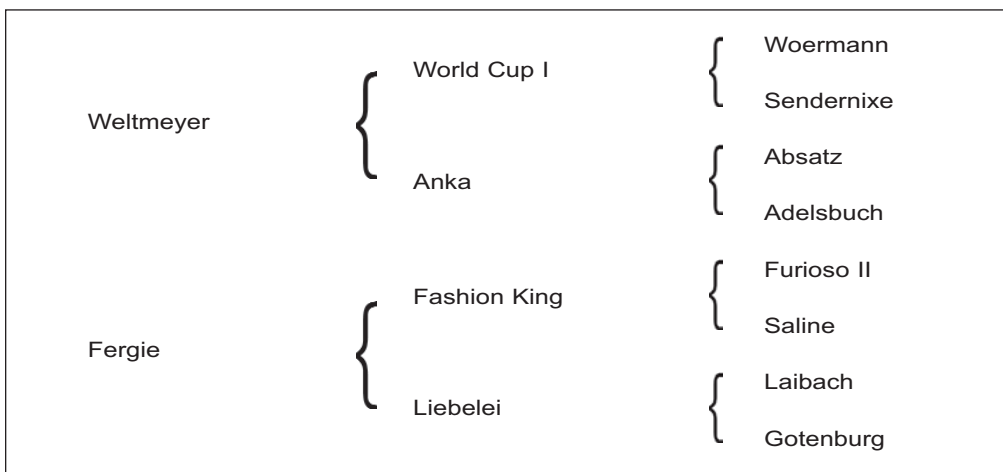 Weltmeyer
World Cup I
Woermann
Sendernixe
Anka
Absatz
Adelsbuch
Fergie
Fashion King
Furioso II
Saline
Liebelei
Laibach
Gotenburg